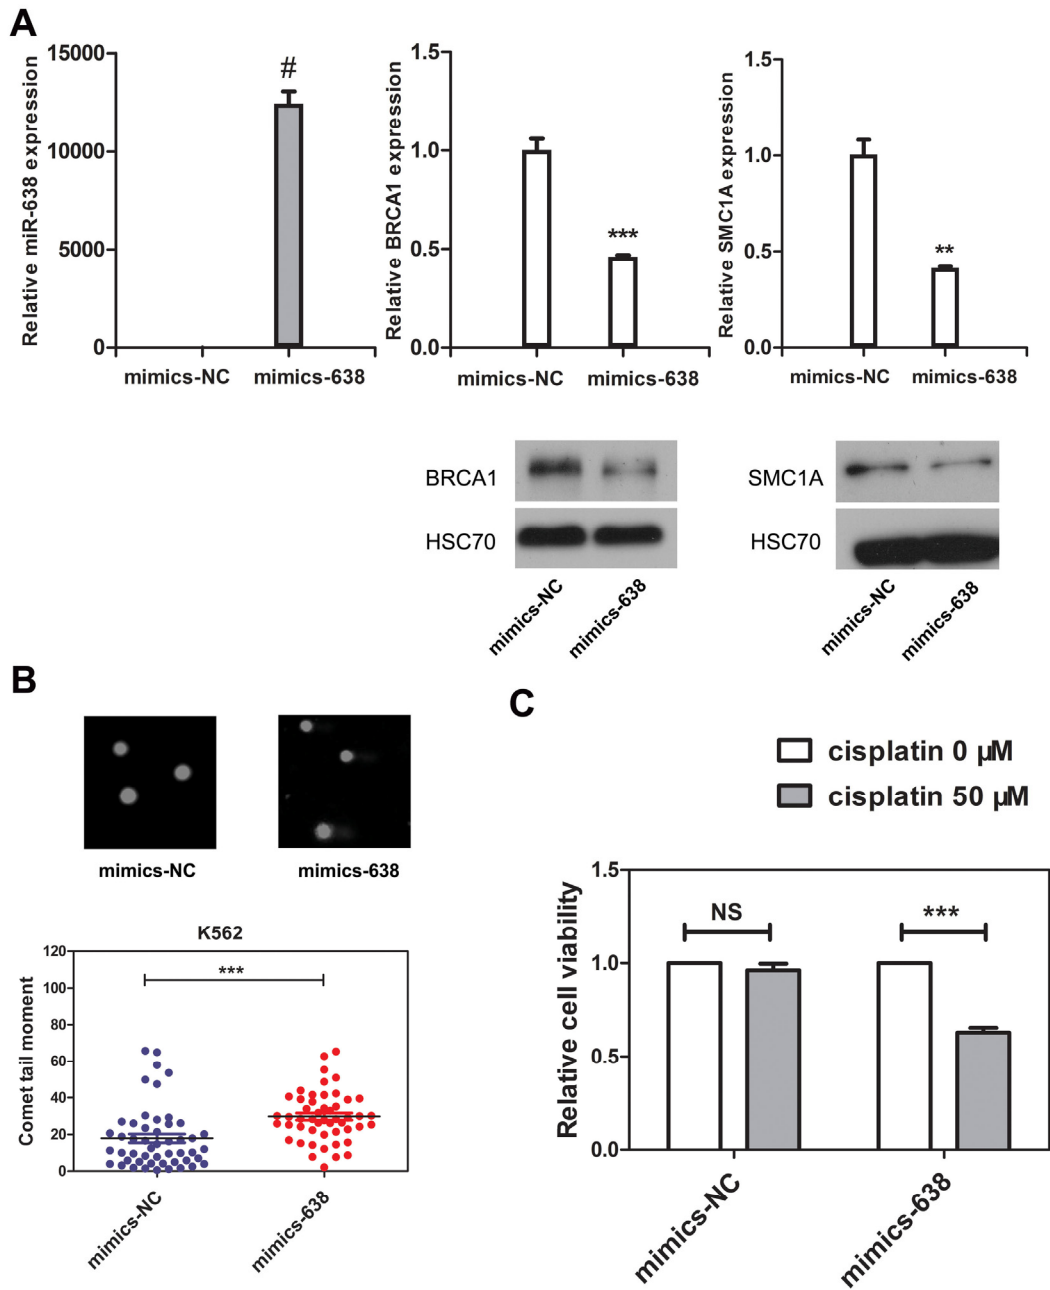 A
Relative miR-638 expression
15000
10000
5000
0
#
mimics-NC mimics-638
Relative BRCA1 expression
1.5
1.0
0.5
0.0
***
mimics-NC mimics-638
Relative SMC1A expression
1.5
1.0
0.5
0.0
**
mimics-NC mimics-638
BRCA1
HSC70
mimics-NC
mimics-638
SMC1A
HSC70
mimics-NC
mimics-638
B
mimics-NC
mimics-638
K562
Comet tail moment
120
100
80
60
40
20
0
***
mimics-NC
mimics-638
C
cisplatin 0 µM
cisplatin 50 µM
Relative cell viability
1.5
1.0
0.5
0.0
NS
***
mimics-NC
mimics-638